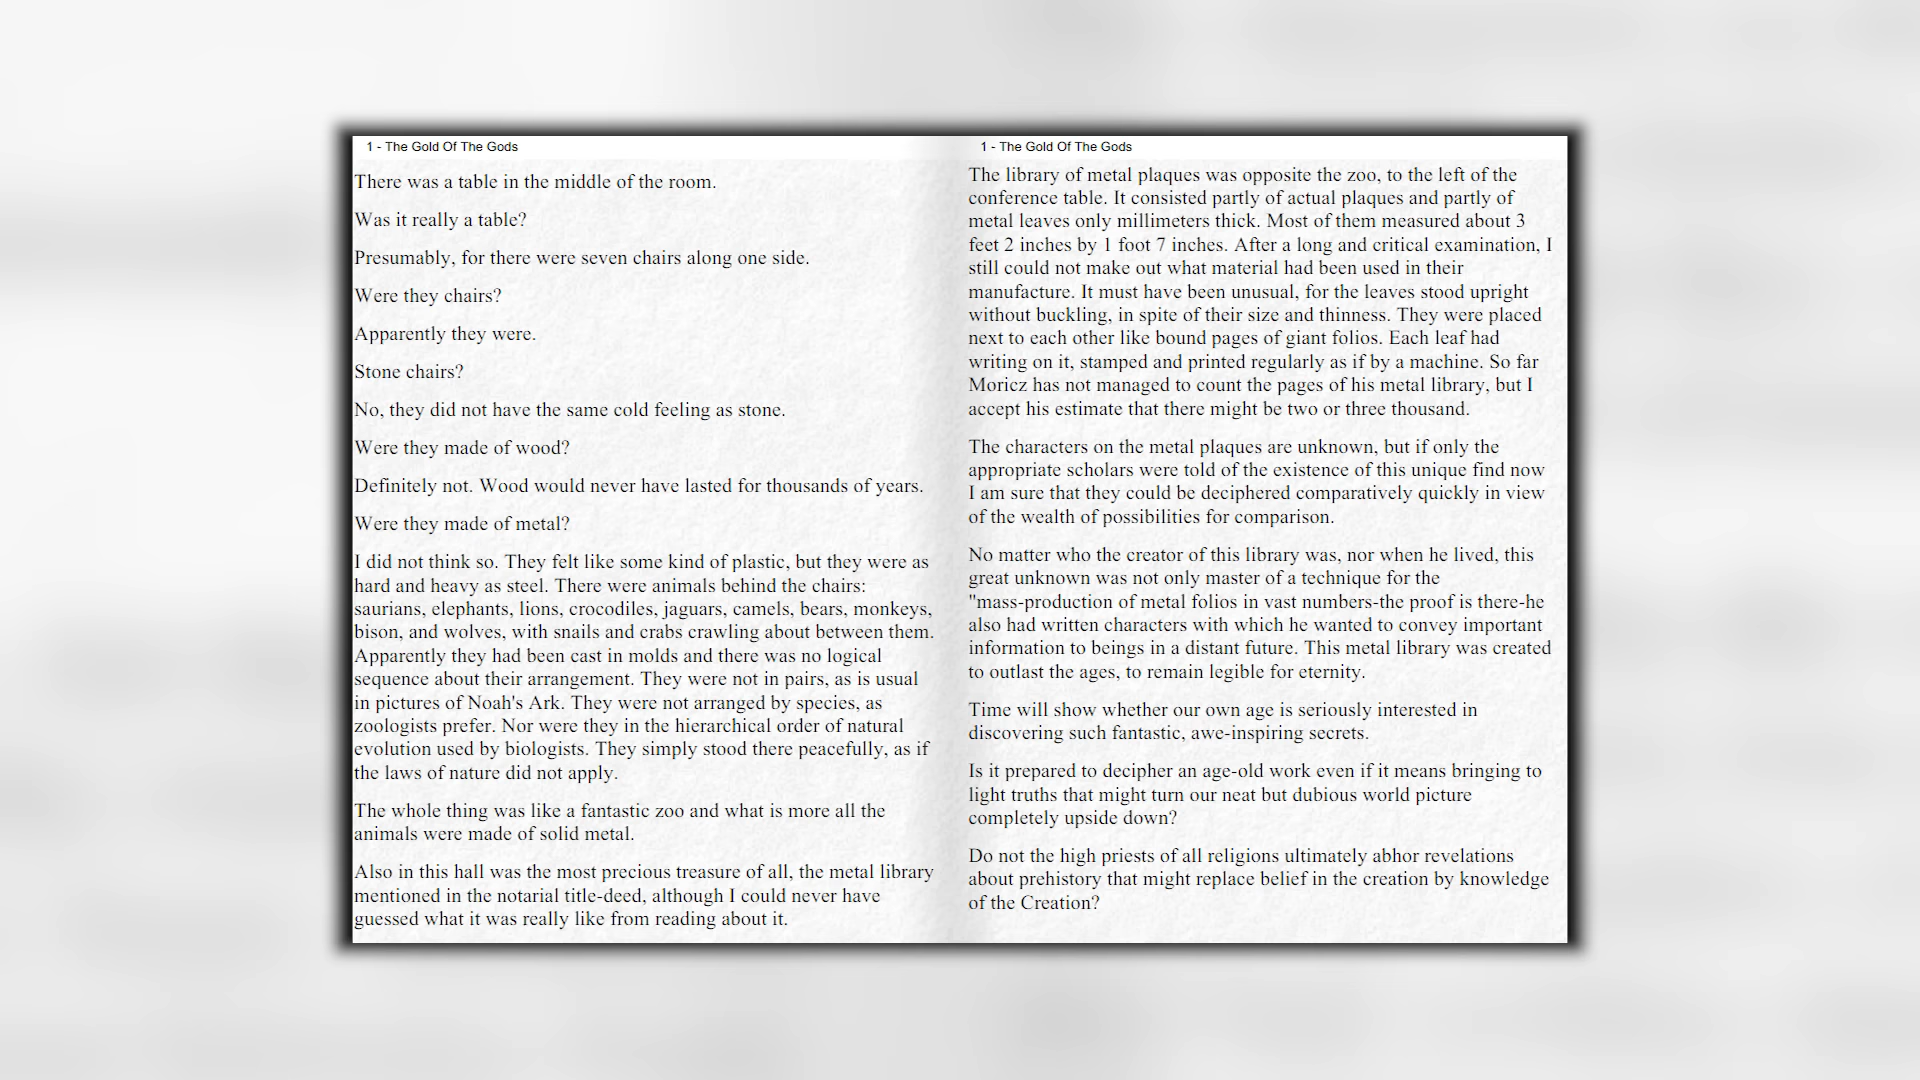 1 - The Gold Of The Gods
There was a table in the middle of the room.
Was it really a table?
Presumably, for there were seven chairs along one side.
Were they chairs?
Apparently they were.
Stone chairs?
No, they did not have the same cold feeling as stone.
Were they made of wood?
Definitely not. Wood would never have lasted for thousands of years.
Were they made of metal?
I did not think so. They felt like some kind of plastic, but they were as
hard and heavy as steel. There were animals behind the chairs:
saurians, elephants, lions, crocodiles, jaguars, camels, bears, monkeys,
bison, and wolves, with snails and crabs crawling about between them.
Apparently they had been cast in molds and there was no logical
sequence about their arrangement. They were not in pairs, as is usual
in pictures of Noah's Ark. They were not arranged by species, as
zoologists prefer. Nor were they in the hierarchical order of natural
evolution used by biologists. They simply stood there peacefully, as if
the laws of nature did not apply.
The whole thing was like a fantastic zoo and what is more all the
animals were made of solid metal.
Also in this hall was the most precious treasure of all, the metal library
mentioned in the notarial title-deed, although I could never have
guessed what it was really like from reading about it.
1 - The Gold Of The Gods
The library of metal plaques was opposite the zoo, to the left of the
conference table. It consisted partly of actual plaques and partly of
metal leaves only millimeters thick. Most of them measured about 3
feet 2 inches by 1 foot 7 inches. After a long and critical examination, I
still could not make out what material had been used in their
manufacture. It must have been unusual, for the leaves stood upright
without buckling, in spite of their size and thinness. They were placed
next to each other like bound pages of giant folios. Each leaf had
writing on it, stamped and printed regularly as if by a machine. So far
Moricz has not managed to count the pages of his metal library, but I
accept his estimate that there might be two or three thousand.
The characters on the metal plaques are unknown, but if only the
appropriate scholars were told of the existence of this unique find now
I am sure that they could be deciphered comparatively quickly in view
of the wealth of possibilities for comparison.
No matter who the creator of this library was, nor when he lived, this
great unknown was not only master of a technique for the
"mass-production of metal folios in vast numbers-the proof is there-he
also had written characters with which he wanted to convey important
information to beings in a distant future. This metal library was created
to outlast the ages, to remain legible for eternity.
Time will show whether our own age is seriously interested in
discovering such fantastic, awe-inspiring secrets.
Is it prepared to decipher an age-old work even if it means bringing to
light truths that might turn our neat but dubious world picture
completely upside down?
Do not the high priests of all religions ultimately abhor revelations
about prehistory that might replace belief in the creation by knowledge
of the Creation?